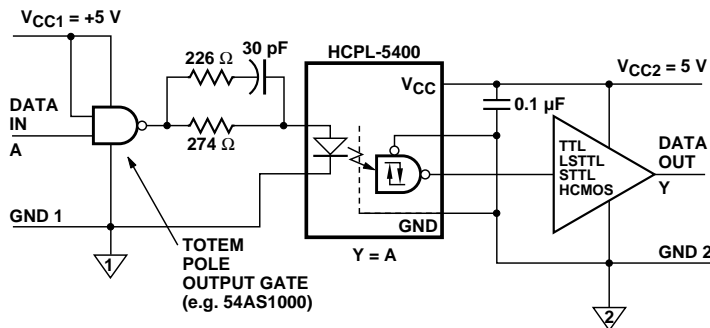 VCC1 = +5 V
30 pF
226 Ω
HCPL-5400
VCC
VCC2 = 5 V
DATA
IN
A
274 Ω
0.1 µF
TTL
LSTTL
STTL
HCMOS
DATA
OUT
Y
GND 1
GND
GND 2
1
TOTEM
POLE
OUTPUT GATE
(e.g. 54AS1000)
Y = A
2